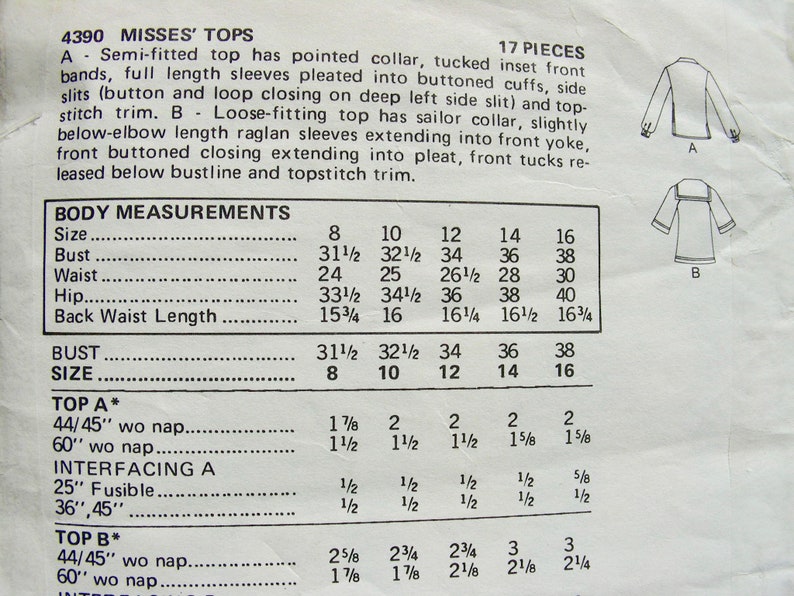 4390 MISSES' TOPS 17 PIECES
A - Semi-fitted top has pointed collar, tucked inset front
bands, full length sleeves pleated into buttoned cuffs, side
slits (button and loop closing on deep left side slit) and top-
stitch trim. B - Loose-fitting top has sailor collar, slightly
below-elbow length raglan sleeves extending into front yoke,
front buttoned closing extending into pleat, front tucks re-
leased below bustline and topstitch trim.
A
B
BODY MEASUREMENTS
Size 8 10 12 14 16
Bust 31½ 32½ 34 36 38
Waist 24 25 26½ 28 30
Hip 33½ 34½ 36 38 40
Back Waist Length 15¾ 16 16¼ 16½ 16¾
BUST 31½ 32½ 34 36 38
SIZE 8 10 12 14 16
TOP A*
44/45" wo nap 1⅞ 2 2 2 2
60" wo nap 1½ 1½ 1½ 1⅝ 1⅝
INTERFACING A
25" Fusible ½ ½ ½ ½ ⅝
36",45" ½ ½ ½ ½ ½
TOP B*
44/45" wo nap 2⅝ 2¾ 2¾ 3 3
60" wo nap 1⅞ 1⅞ 2⅛ 2⅛ 2¼